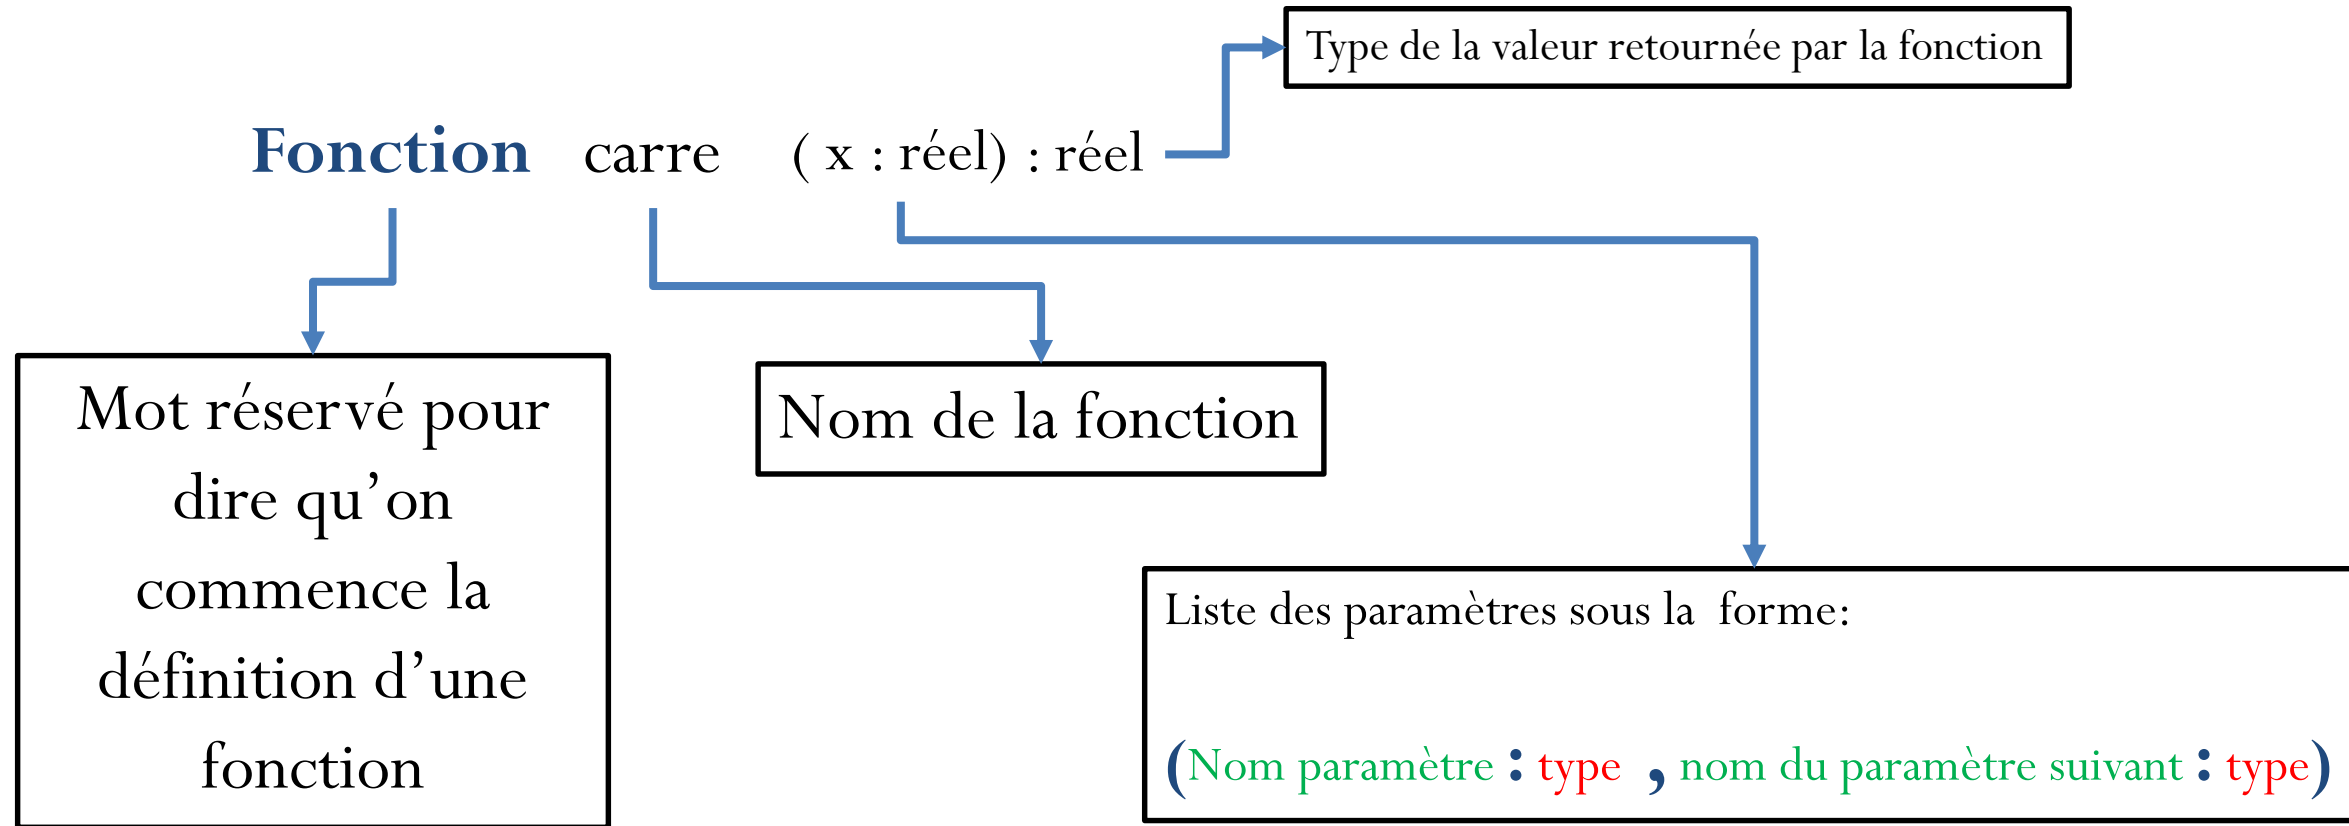 Type de la valeur retournée par la fonction
Fonction carre ( x : réel) : réel
Mot réservé pour
dire qu’on
commence la
définition d’une
fonction
Nom de la fonction
Liste des paramètres sous la forme:
(Nom paramètre : type , nom du paramètre suivant : type)